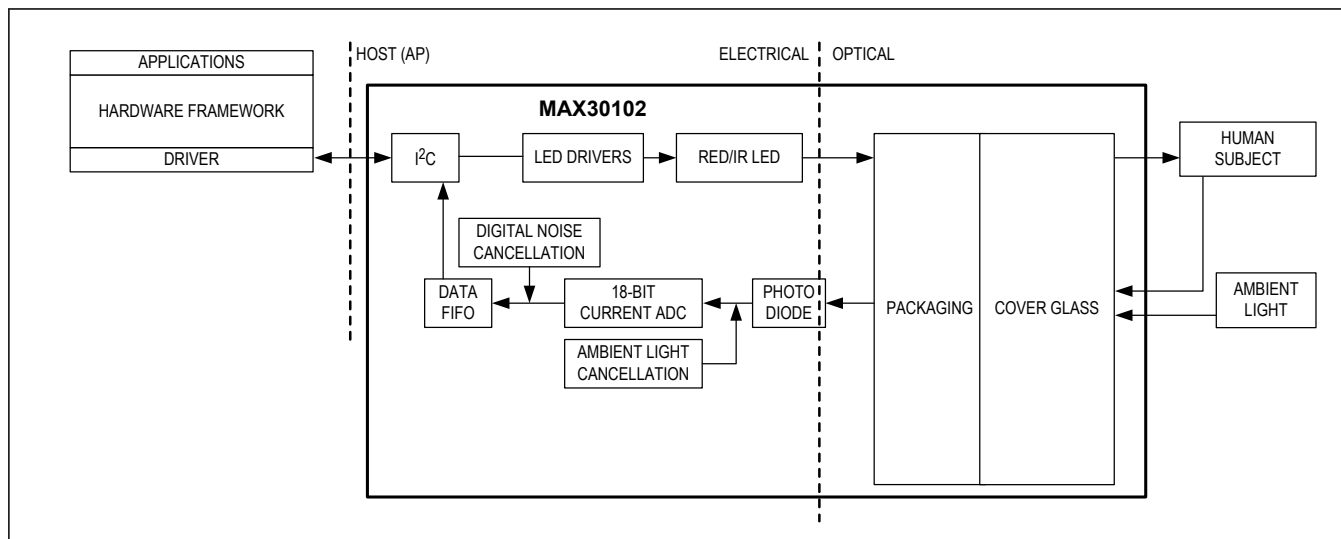 APPLICATIONS
HARDWARE FRAMEWORK
DRIVER
HOST (AP)
ELECTRICAL
OPTICAL
MAX30102
I²C
LED DRIVERS
RED/IR LED
HUMAN
SUBJECT
DIGITAL NOISE
CANCELLATION
DATA
FIFO
18-BIT
CURRENT ADC
PHOTO
DIODE
AMBIENT LIGHT
CANCELLATION
PACKAGING
COVER GLASS
AMBIENT
LIGHT